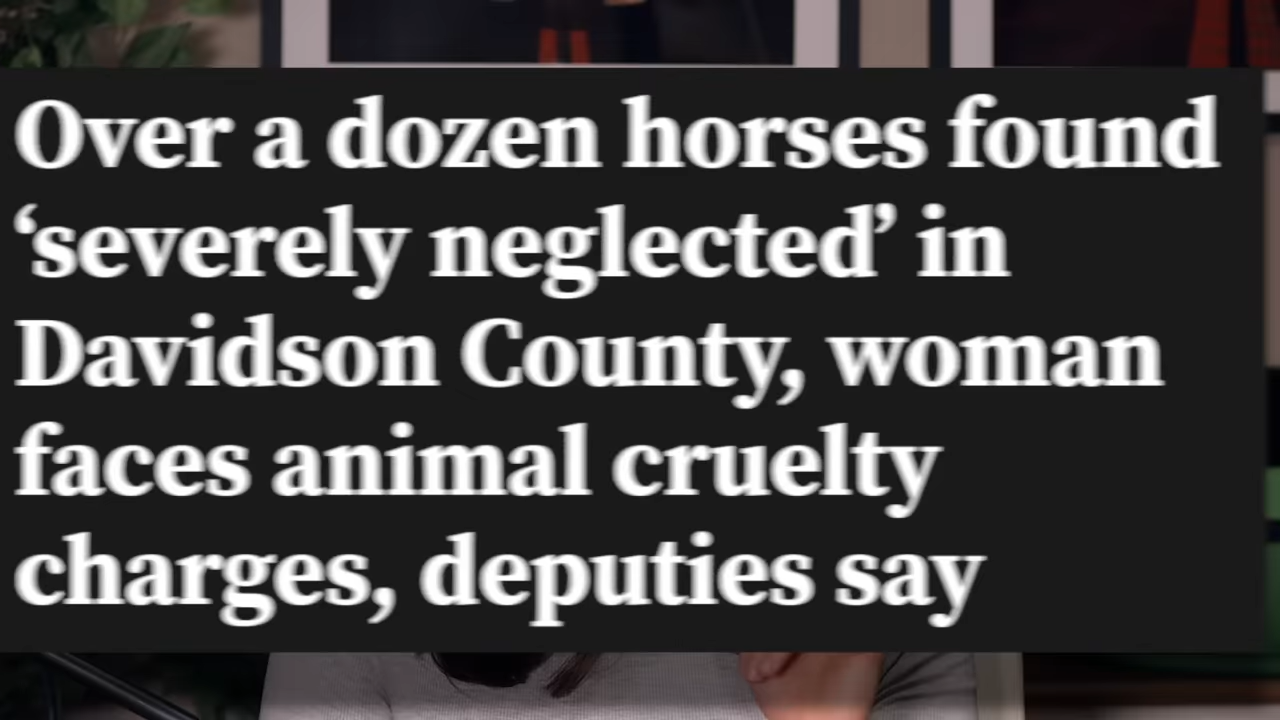 Over a dozen horses found
‘severely neglected’ in
Davidson County, woman
faces animal cruelty
charges, deputies say